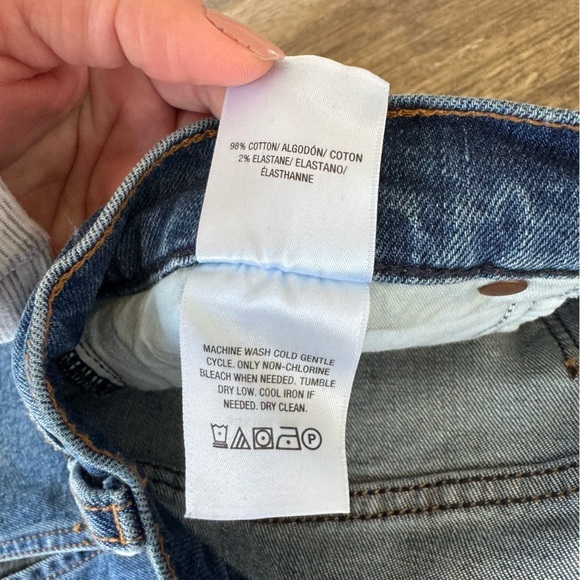 98% COTTON/ ALGODÓN/ COTON
2% ELASTANE/ ELASTANO/
ÉLASTHANNE
MACHINE WASH COLD GENTLE
CYCLE. ONLY NON-CHLORINE
BLEACH WHEN NEEDED. TUMBLE
DRY LOW. COOL IRON IF
NEEDED. DRY CLEAN.
P